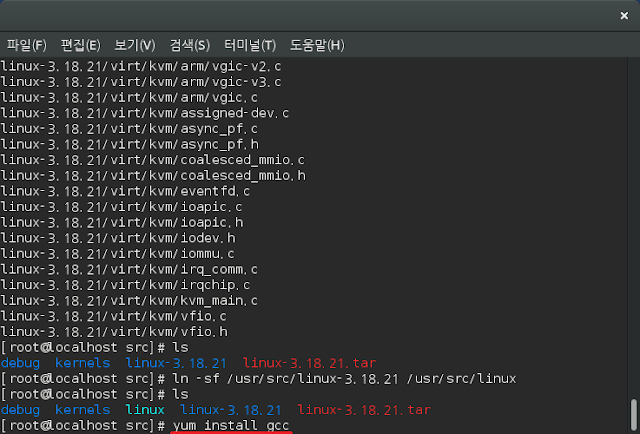 파일(F) 편집(E) 보기(V) 검색(S) 터미널(T) 도움말(H)
linux-3.18.21/virt/kvm/arm/vgic-v2.c
linux-3.18.21/virt/kvm/arm/vgic-v3.c
linux-3.18.21/virt/kvm/arm/vgic.c
linux-3.18.21/virt/kvm/assigned-dev.c
linux-3.18.21/virt/kvm/async_pf.c
linux-3.18.21/virt/kvm/async_pf.h
linux-3.18.21/virt/kvm/coalesced_mmio.c
linux-3.18.21/virt/kvm/coalesced_mmio.h
linux-3.18.21/virt/kvm/eventfd.c
linux-3.18.21/virt/kvm/ioapic.c
linux-3.18.21/virt/kvm/ioapic.h
linux-3.18.21/virt/kvm/iodev.h
linux-3.18.21/virt/kvm/iommu.c
linux-3.18.21/virt/kvm/irq_comm.c
linux-3.18.21/virt/kvm/irqchip.c
linux-3.18.21/virt/kvm/kvm_main.c
linux-3.18.21/virt/kvm/vfio.c
linux-3.18.21/virt/kvm/vfio.h
[root@localhost src]# ls
debug kernels linux-3.18.21 linux-3.18.21.tar
[root@localhost src]# ln -sf /usr/src/linux-3.18.21 /usr/src/linux
[root@localhost src]# ls
debug kernels linux linux-3.18.21 linux-3.18.21.tar
[root@localhost src]# yum install gcc